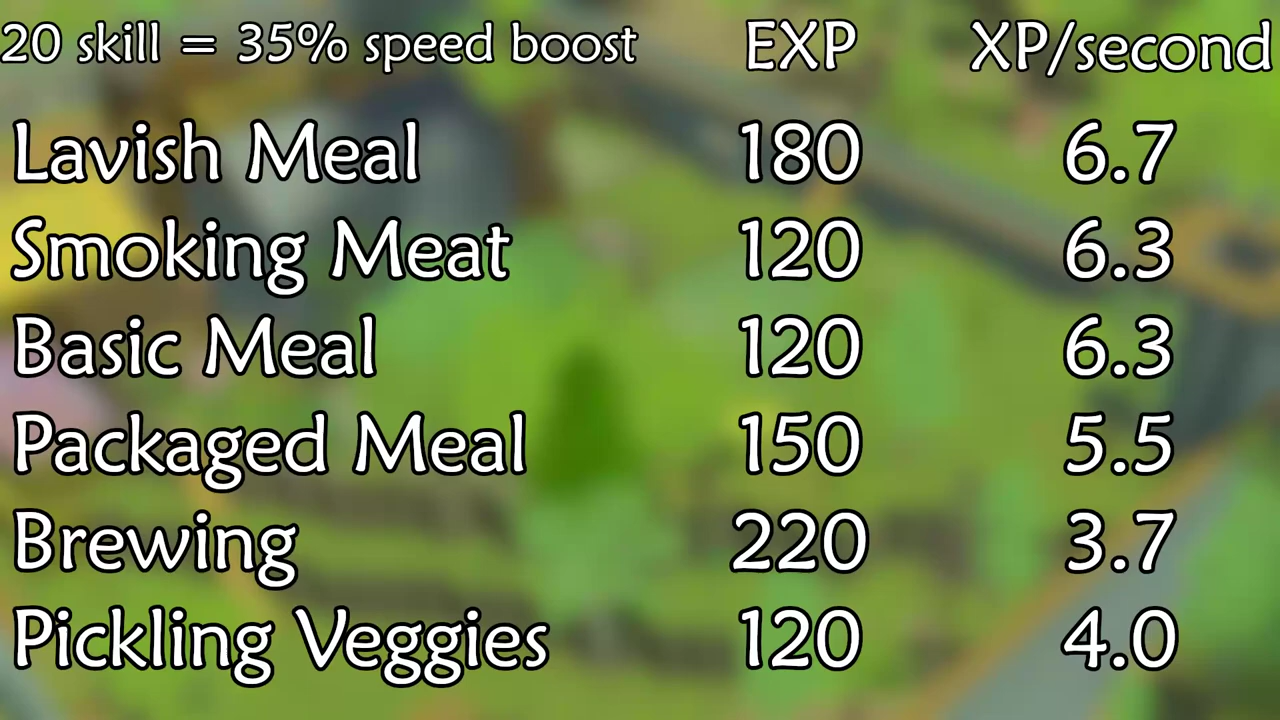 20 skill = 35% speed boost EXP XP/second
Lavish Meal 180 6.7
Smoking Meat 120 6.3
Basic Meal 120 6.3
Packaged Meal 150 5.5
Brewing 220 3.7
Pickling Veggies 120 4.0